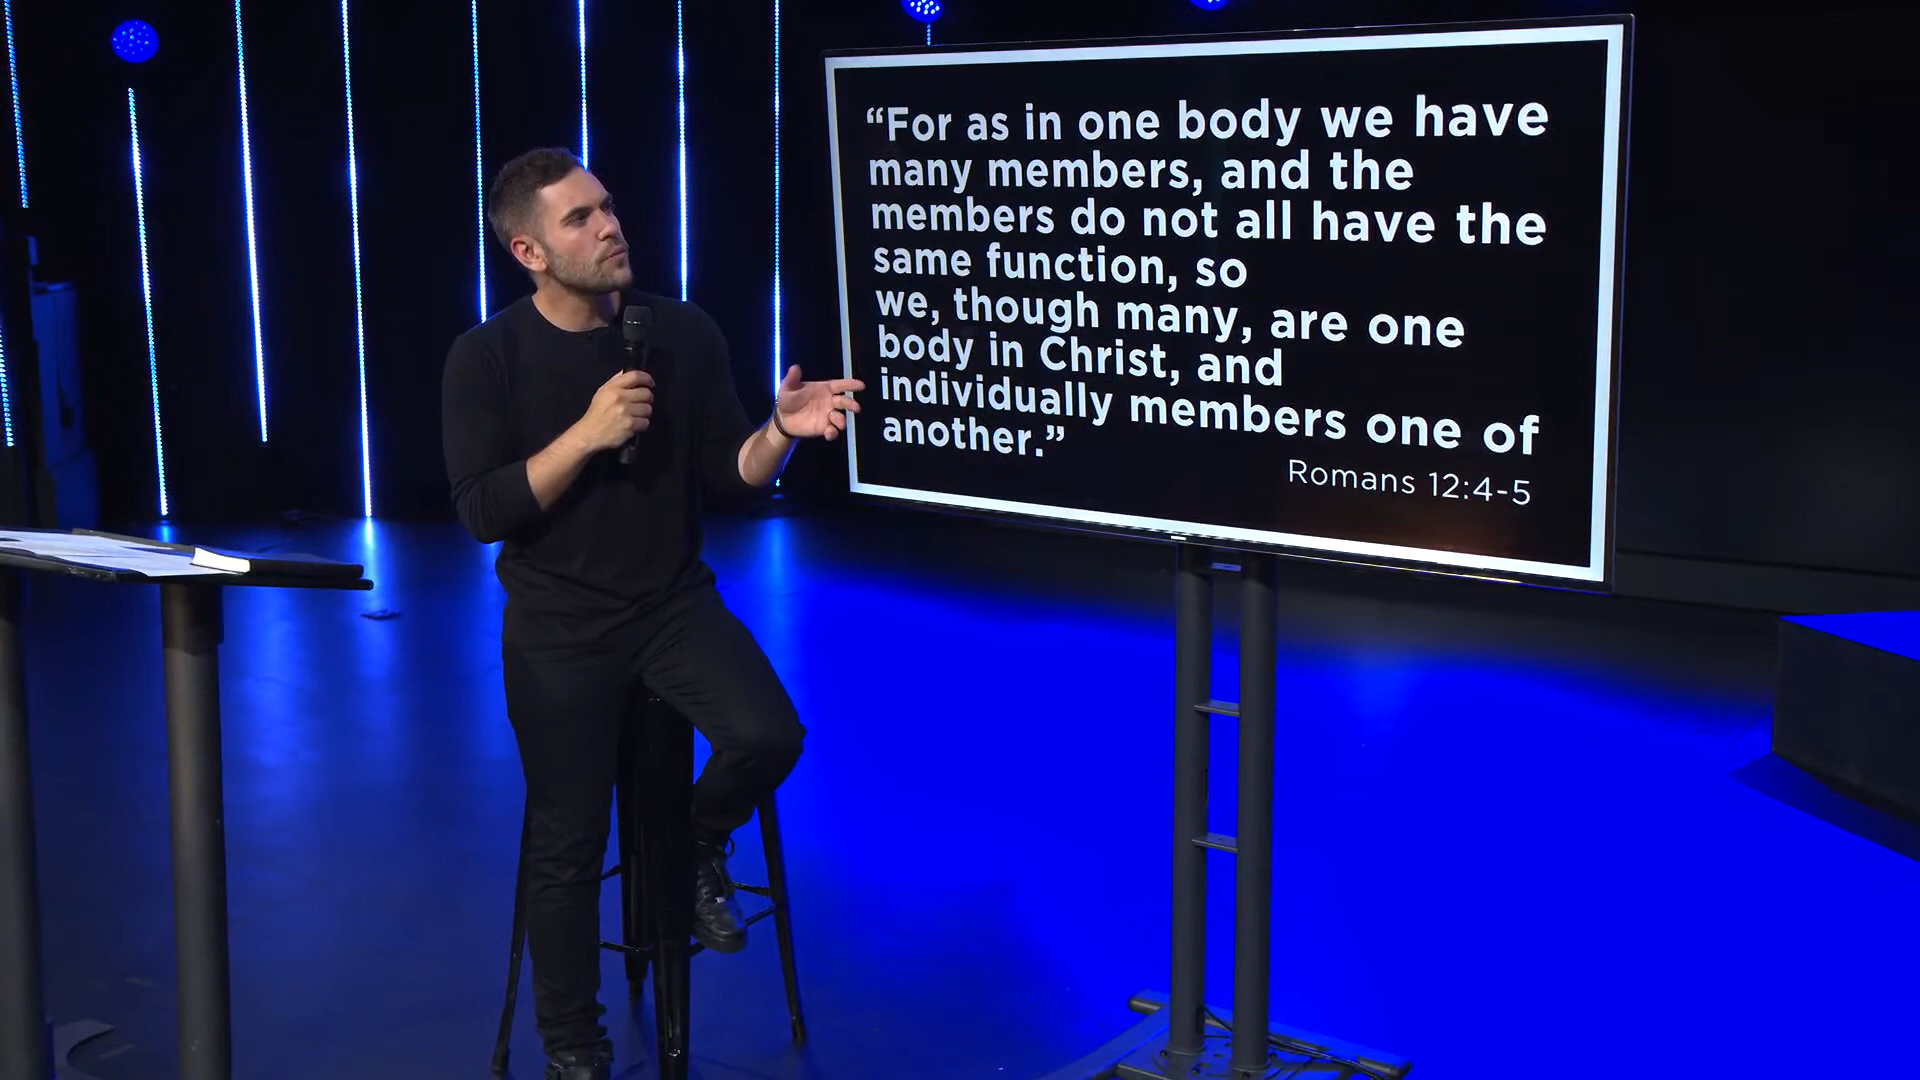 “For as in one body we have
many members, and the
members do not all have the
same function, so
we, though many, are one
body in Christ, and
individually members one of
another.”
Romans 12:4-5